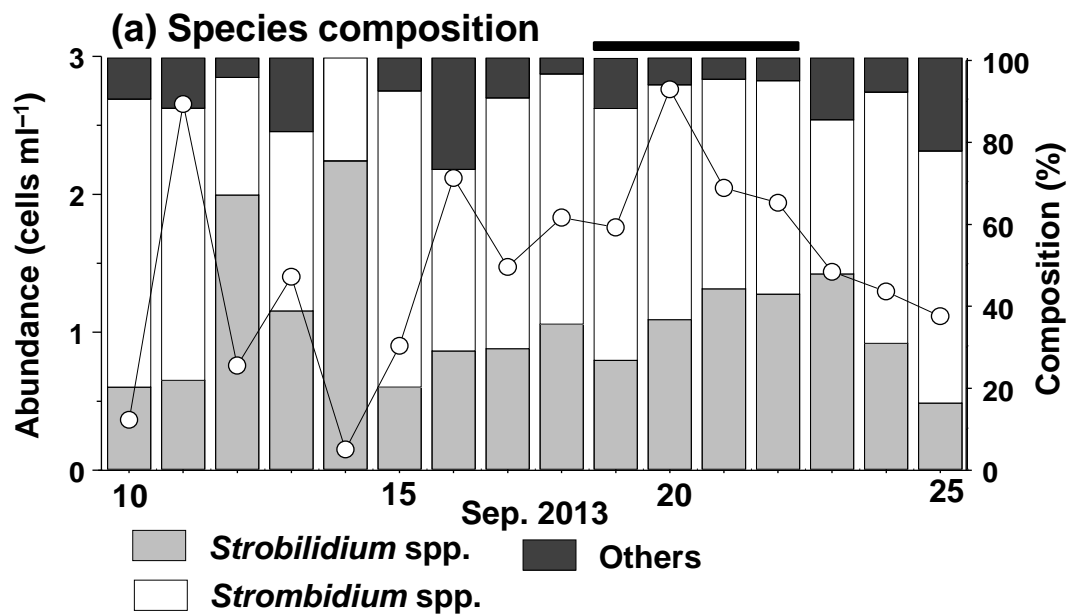 (a) Species composition
3
2
1
0
Abundance (cells ml⁻¹)
100
80
60
40
20
0
Composition (%)
10
15
20
25
Sep. 2013
Strobilidium spp.
Others
Strombidium spp.